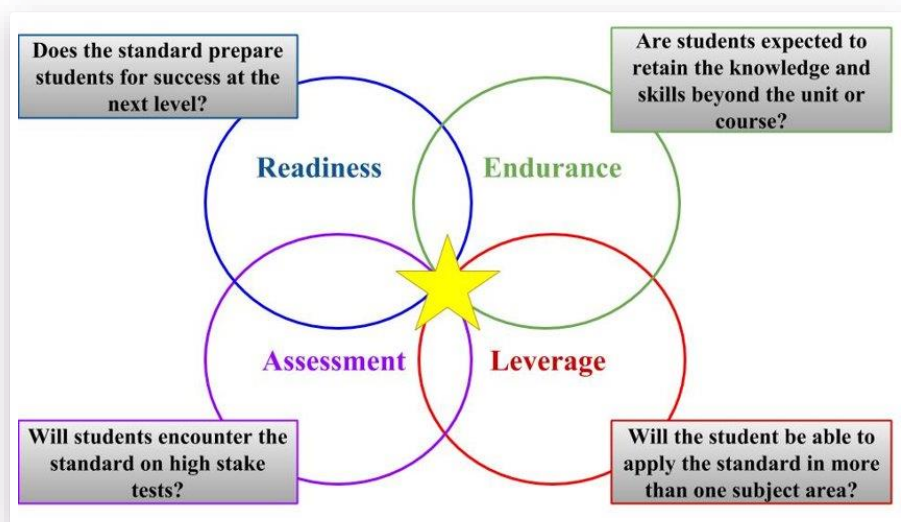 Does the standard prepare
students for success at the
next level?
Are students expected to
retain the knowledge and
skills beyond the unit or
course?
Readiness
Endurance
Assessment
Leverage
Will students encounter the
standard on high stake
tests?
Will the student be able to
apply the standard in more
than one subject area?